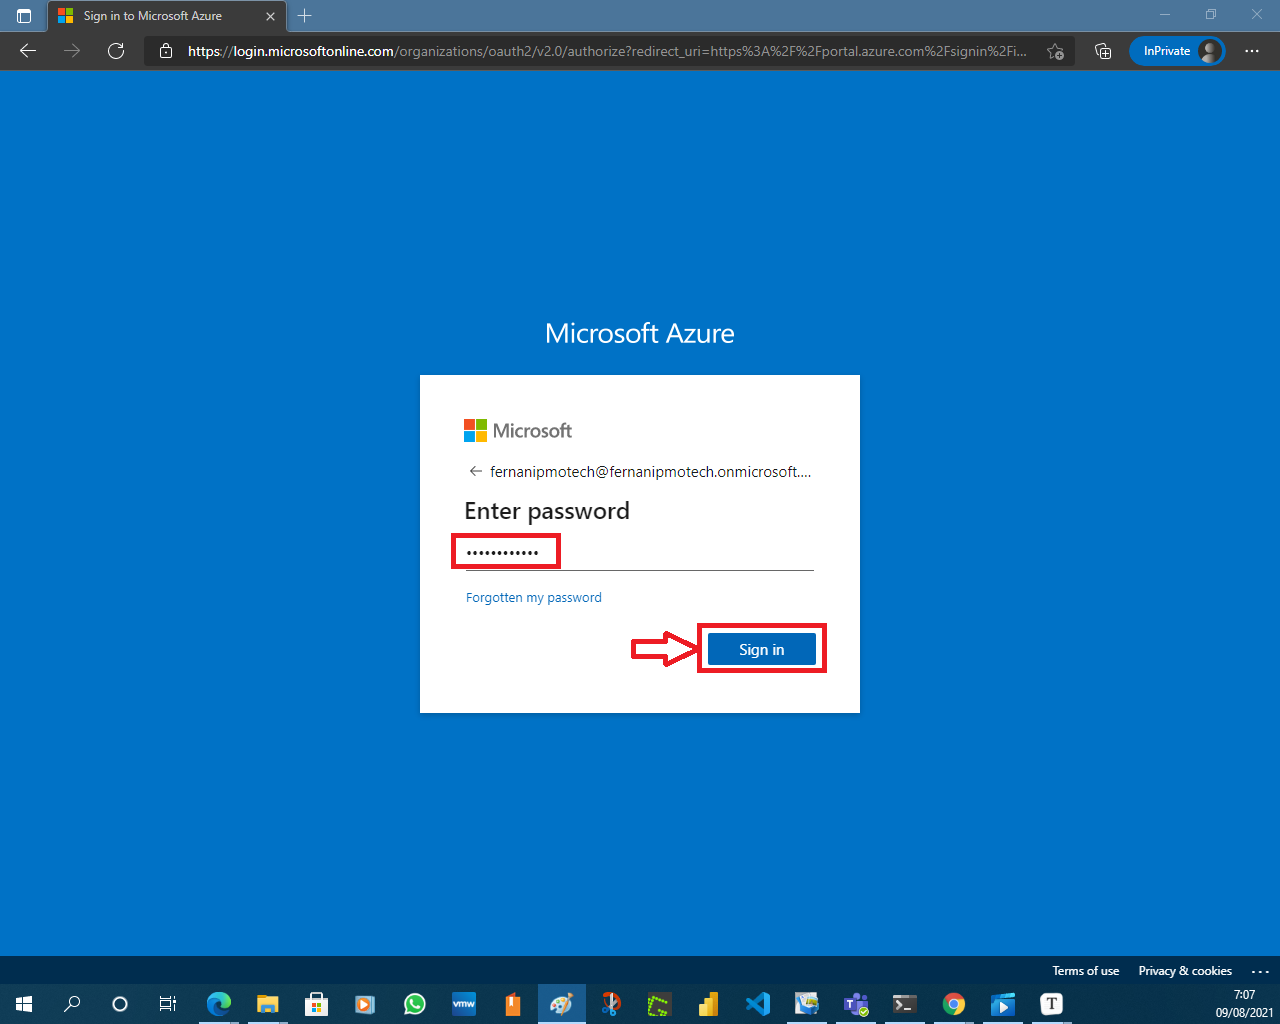 Sign in to Microsoft Azure
https://login.microsoftonline.com/organizations/oauth2/v2.0/authorize?redirect_uri=https%3A%2F%2Fportal.azure.com%2Fsignin%2Fi...
InPrivate
Microsoft Azure
Microsoft
fernanipmotech@fernanipmotech.onmicrosoft....
Enter password
••••••••••••
Forgotten my password
Sign in
Terms of use
Privacy & cookies
...
vmw
T
7:07
09/08/2021